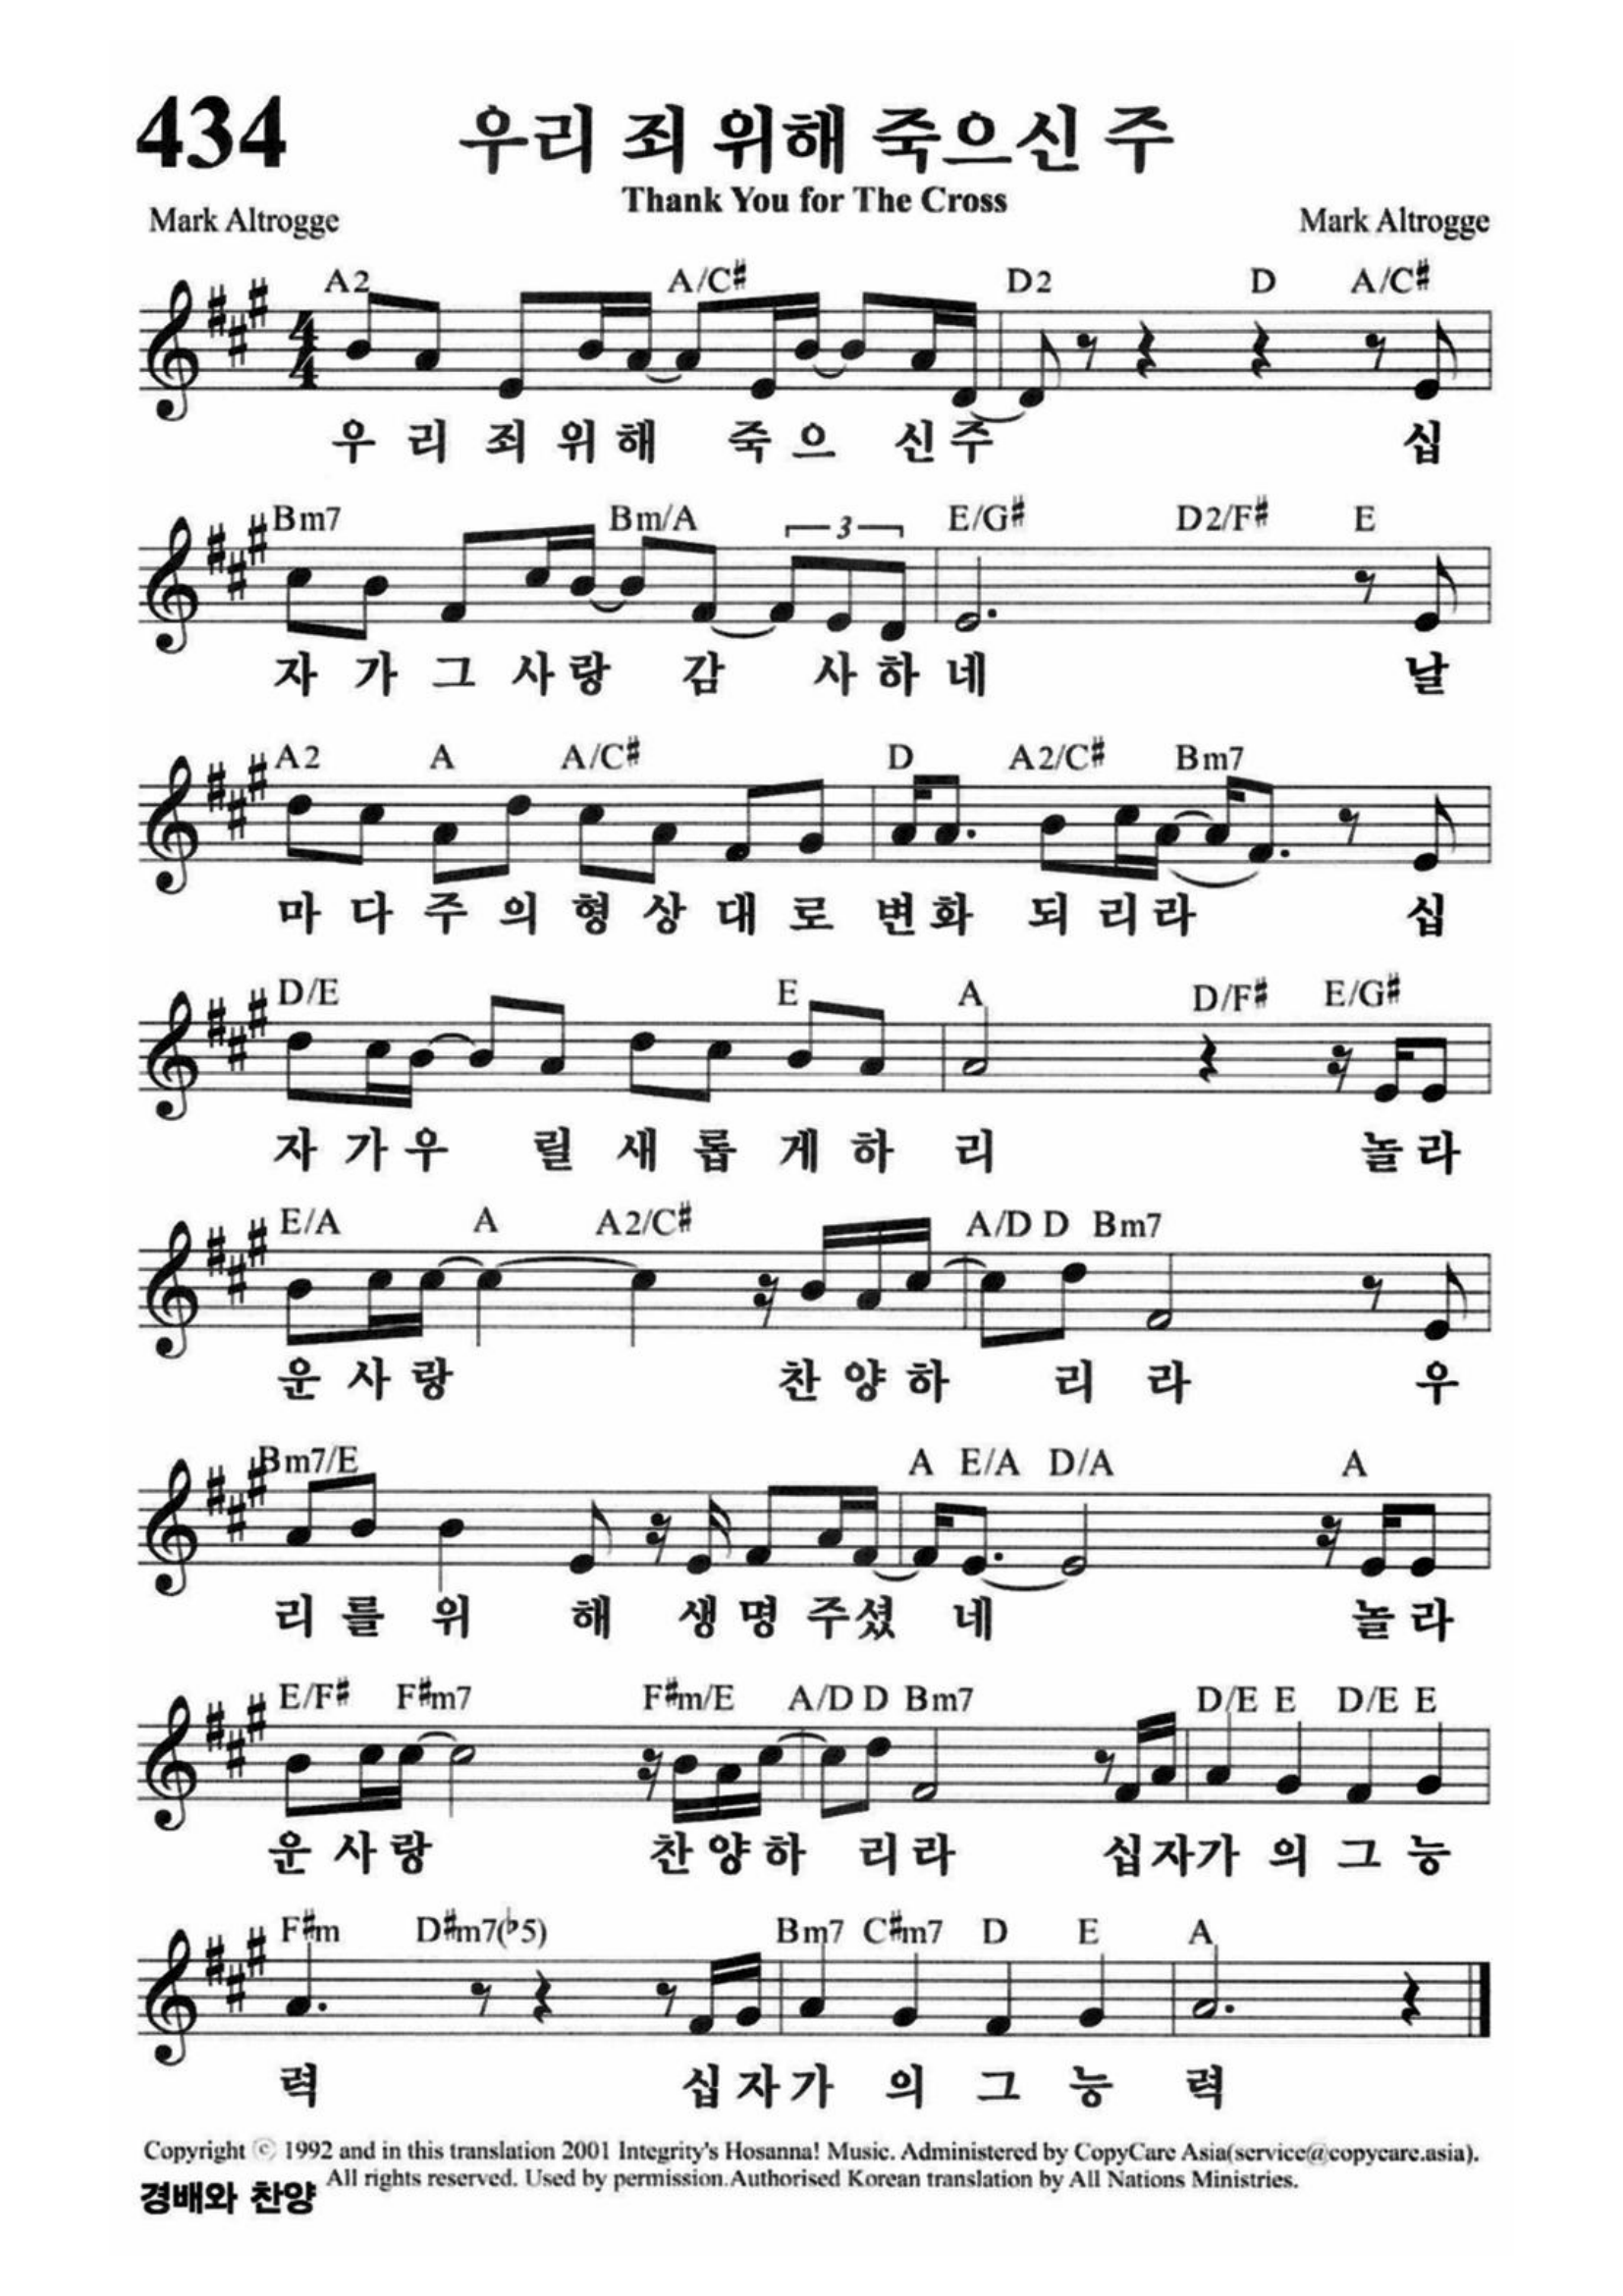 434
우리 죄 위해 죽으신 주
Thank You for The Cross
Mark Altrogge Mark Altrogge
A2 A/C# D2 D A/C#
4/4
우 리 죄 위 해 죽 으 신 주 십
Bm7 Bm/A 3 E/G# D2/F# E
자 가 그 사 랑 감 사 하 네 날
A2 A A/C# D A2/C# Bm7
마 다 주 의 형 상 대 로 변 화 되 리 라 십
D/E E A D/F# E/G#
자 가 우 릴 새 롭 게 하 리 놀 라
E/A A A2/C# A/D D Bm7
운 사 랑 찬 양 하 리 라 우
Bm7/E A E/A D/A A
리 를 위 해 생 명 주 셨 네 놀 라
E/F# F#m7 F#m/E A/D D Bm7 D/E E D/E E
운 사 랑 찬 양 하 리 라 십 자 가 의 그 능
F#m D#m7(b5) Bm7 C#m7 D E A
력 십 자 가 의 그 능 력
Copyright © 1992 and in this translation 2001 Integrity's Hosanna! Music. Administered by CopyCare Asia(service@copycare.asia).
All rights reserved. Used by permission.Authorised Korean translation by All Nations Ministries.
경배와 찬양